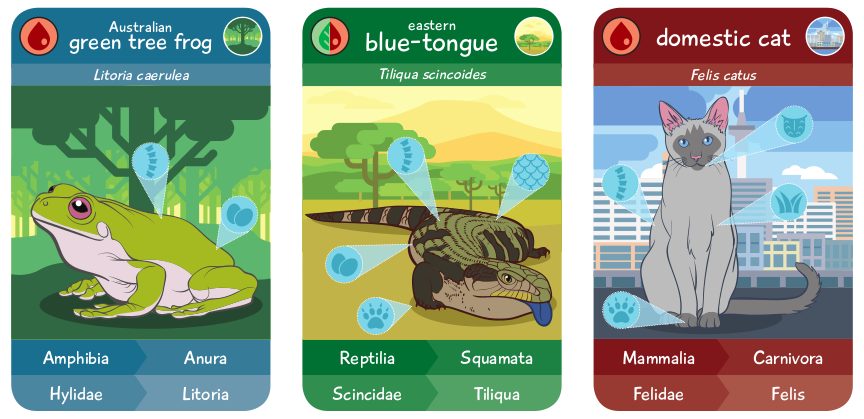 Australian
green tree frog
Litoria caerulea
Amphibia Anura
Hylidae Litoria
eastern
blue-tongue
Tiliqua scincoides
Reptilia Squamata
Scincidae Tiliqua
domestic cat
Felis catus
Mammalia Carnivora
Felidae Felis